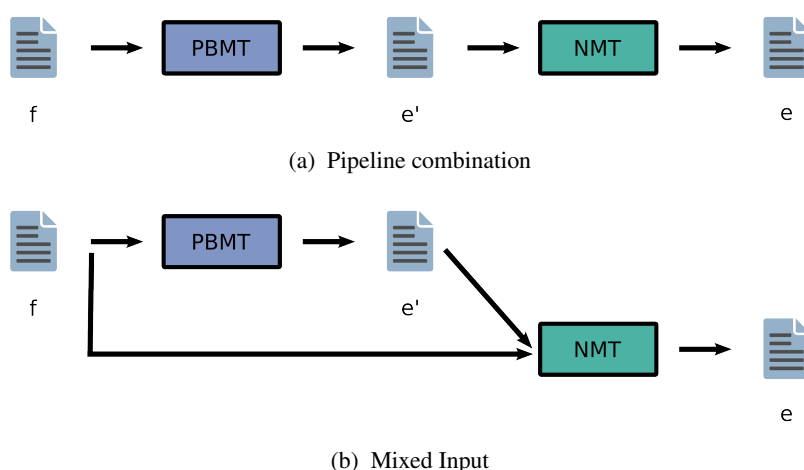 PBMT NMT
f e' e
(a) Pipeline combination
PBMT
f e'
NMT
e
(b) Mixed Input